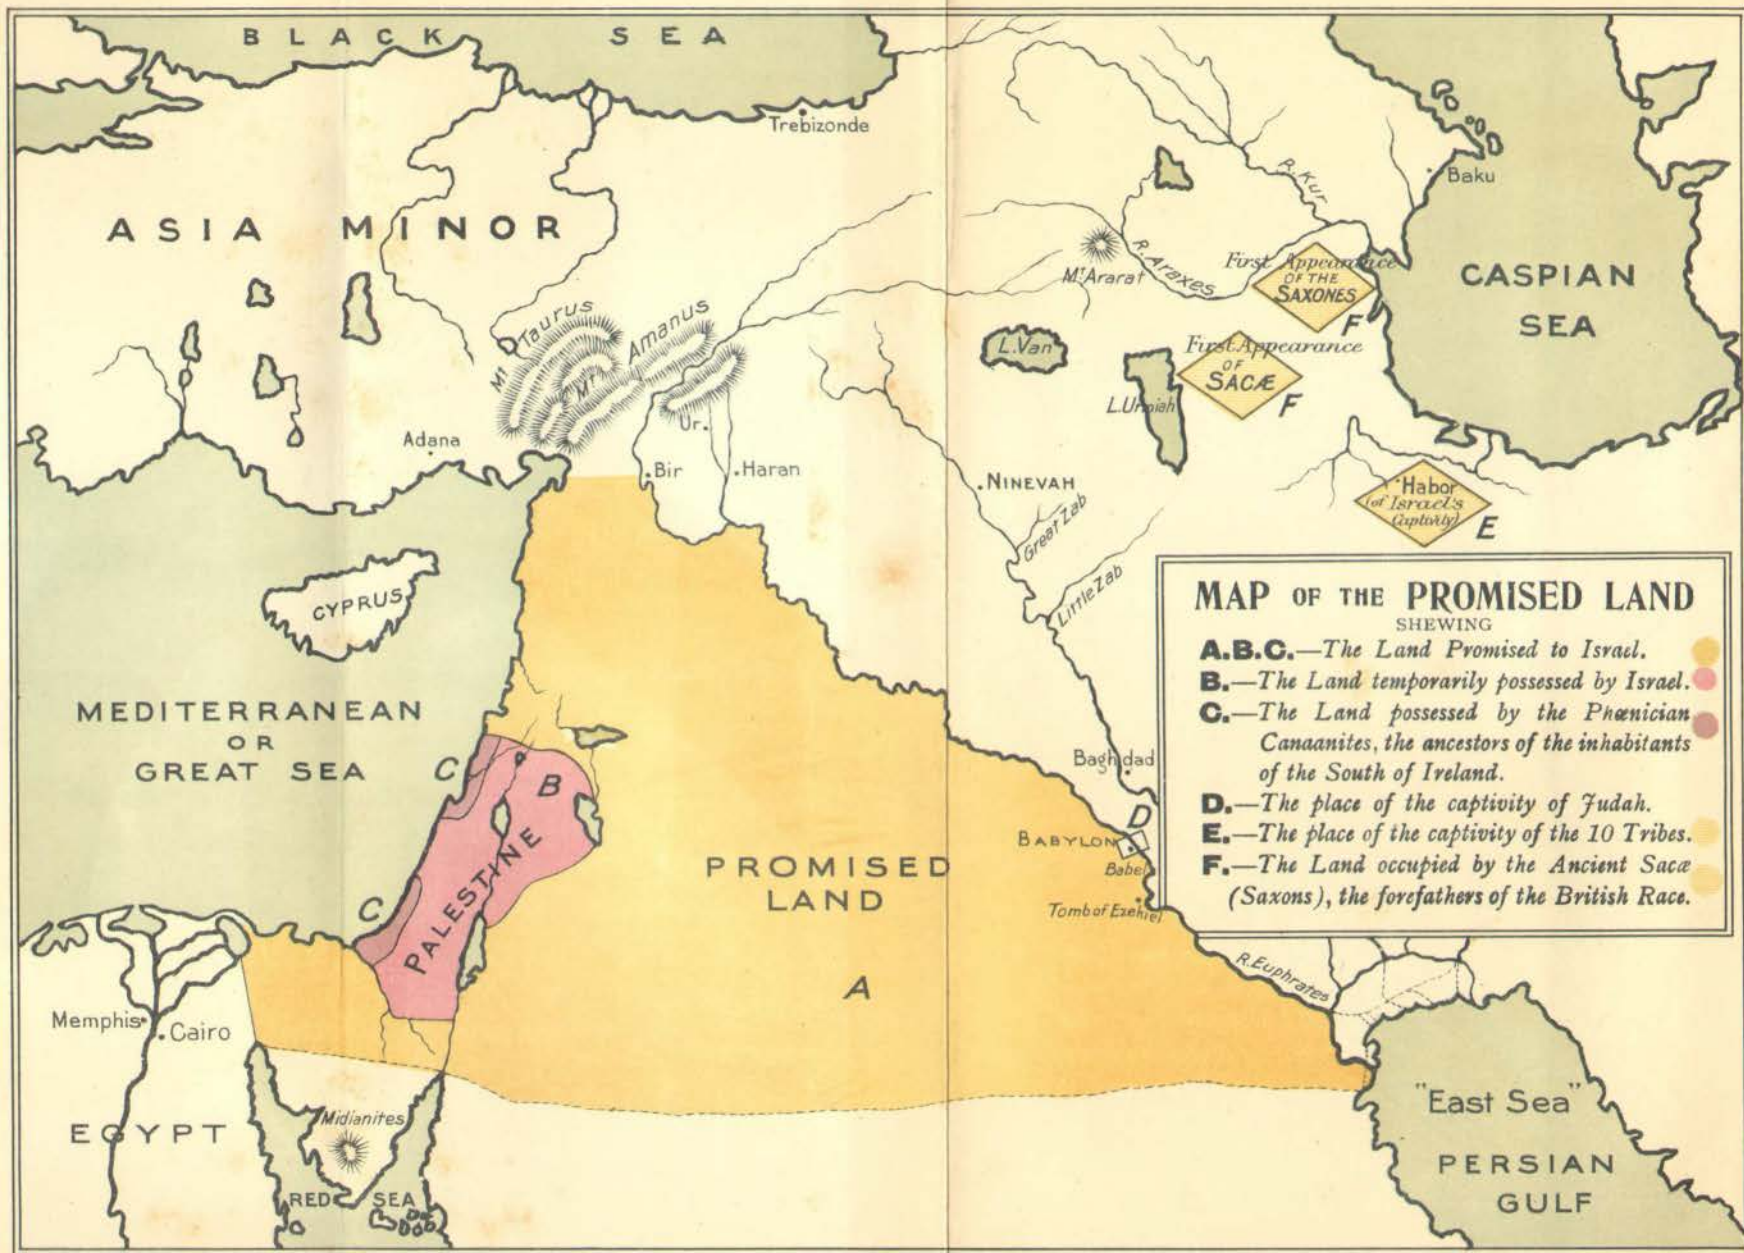 BLACK SEA
Trebizonde
R. Kur
Baku
ASIA MINOR
Mt Ararat
R. Araxes
First Appearance
OF THE
SAXONES
F
CASPIAN
SEA
Mt Taurus
Mt Amanus
L. Van
First Appearance
OF
SACÆ
F
L. Urmiah
Adana
Ur.
Bir
Haran
NINEVAH
Great Zab
Little Zab
Habor
(of Israel's
Captivity)
E
CYPRUS
MEDITERRANEAN
OR
GREAT SEA
C
B
C
PALESTINE
PROMISED
LAND
A
Baghdad
D
BABYLON
Babel
Tomb of Ezekiel
R. Euphrates
MAP OF THE PROMISED LAND
SHEWING
A.B.C.—The Land Promised to Israel.
B.—The Land temporarily possessed by Israel.
C.—The Land possessed by the Phœnician
Canaanites, the ancestors of the inhabitants
of the South of Ireland.
D.—The place of the captivity of Judah.
E.—The place of the captivity of the 10 Tribes.
F.—The Land occupied by the Ancient Sacæ
(Saxons), the forefathers of the British Race.
Memphis
Cairo
EGYPT
Midianites
RED SEA
"East Sea"
PERSIAN
GULF